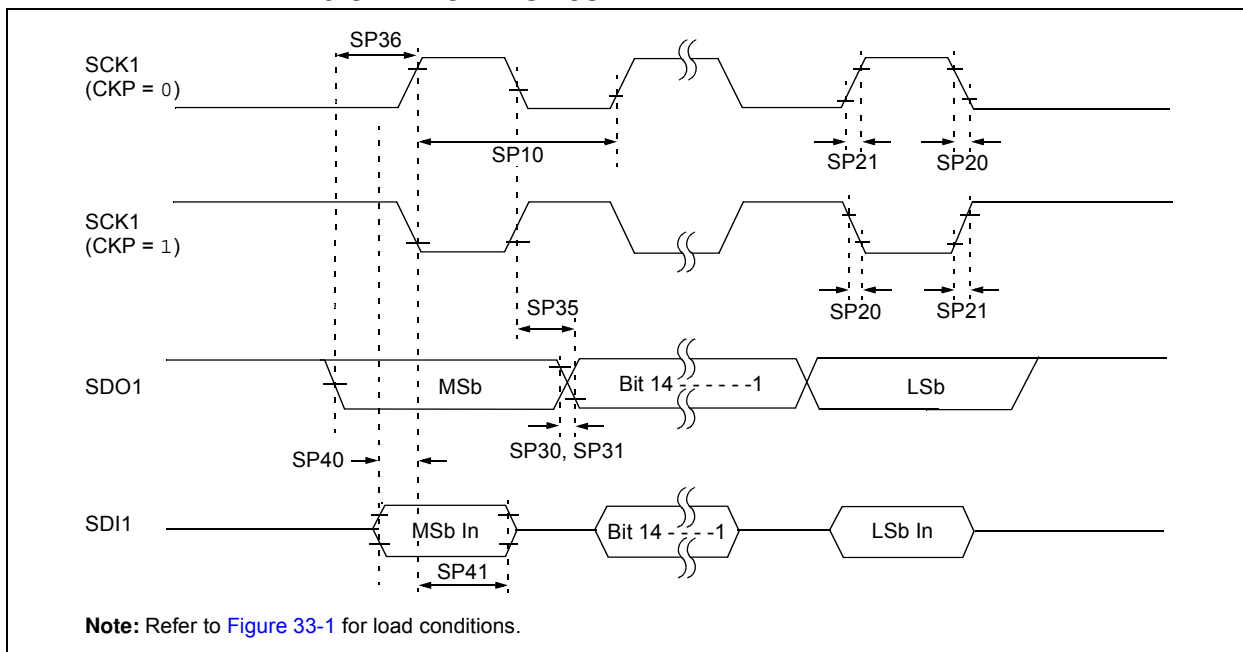 SP36
SCK1
(CKP = 0)
SP10
SP21
SP20
SCK1
(CKP = 1)
SP35
SP20
SP21
SDO1
MSb
Bit 14 - - - - - -1
LSb
SP40
SP30, SP31
SDI1
MSb In
Bit 14 - - - -1
LSb In
SP41
Note: Refer to Figure 33-1 for load conditions.